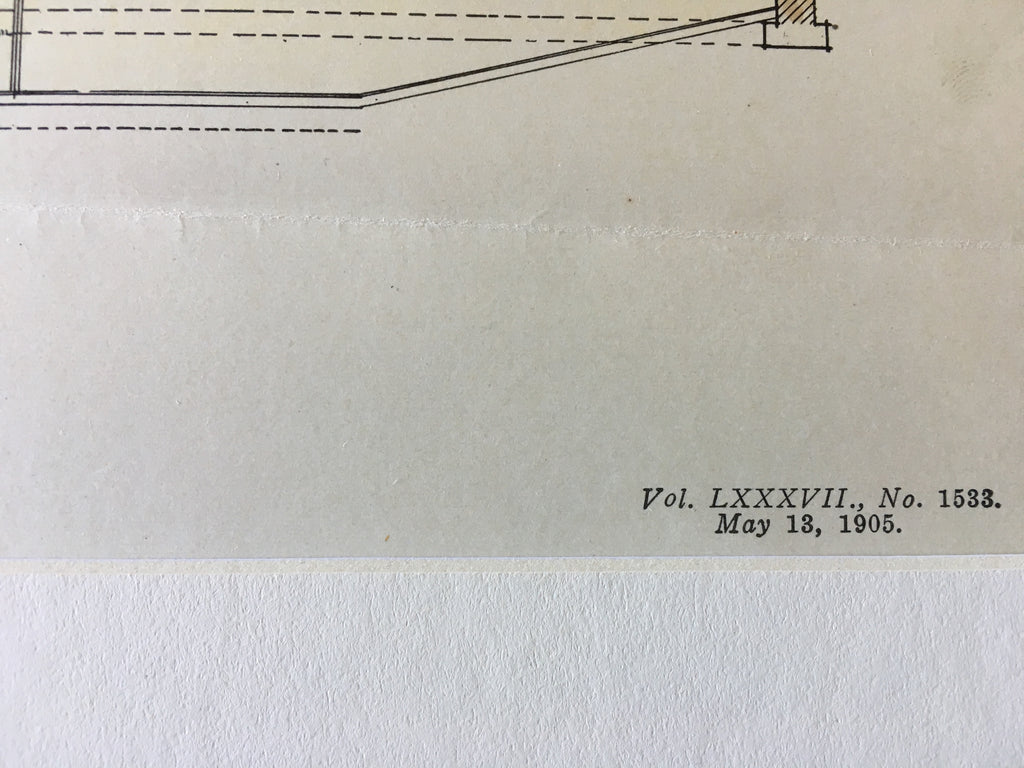 Vol. LXXXVII., No. 1533.
May 13, 1905.